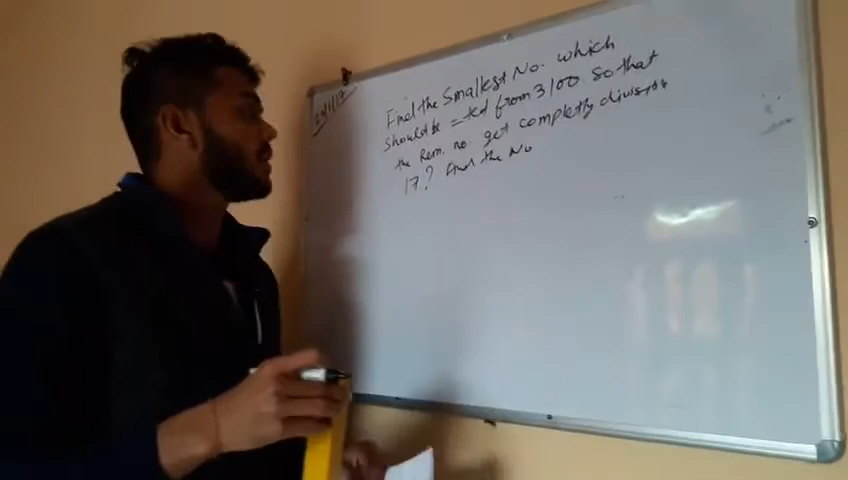 Find the Smallest No. which
should be =ted from 3100. So that
the Rem. no. get completly divisible
17? Find the No